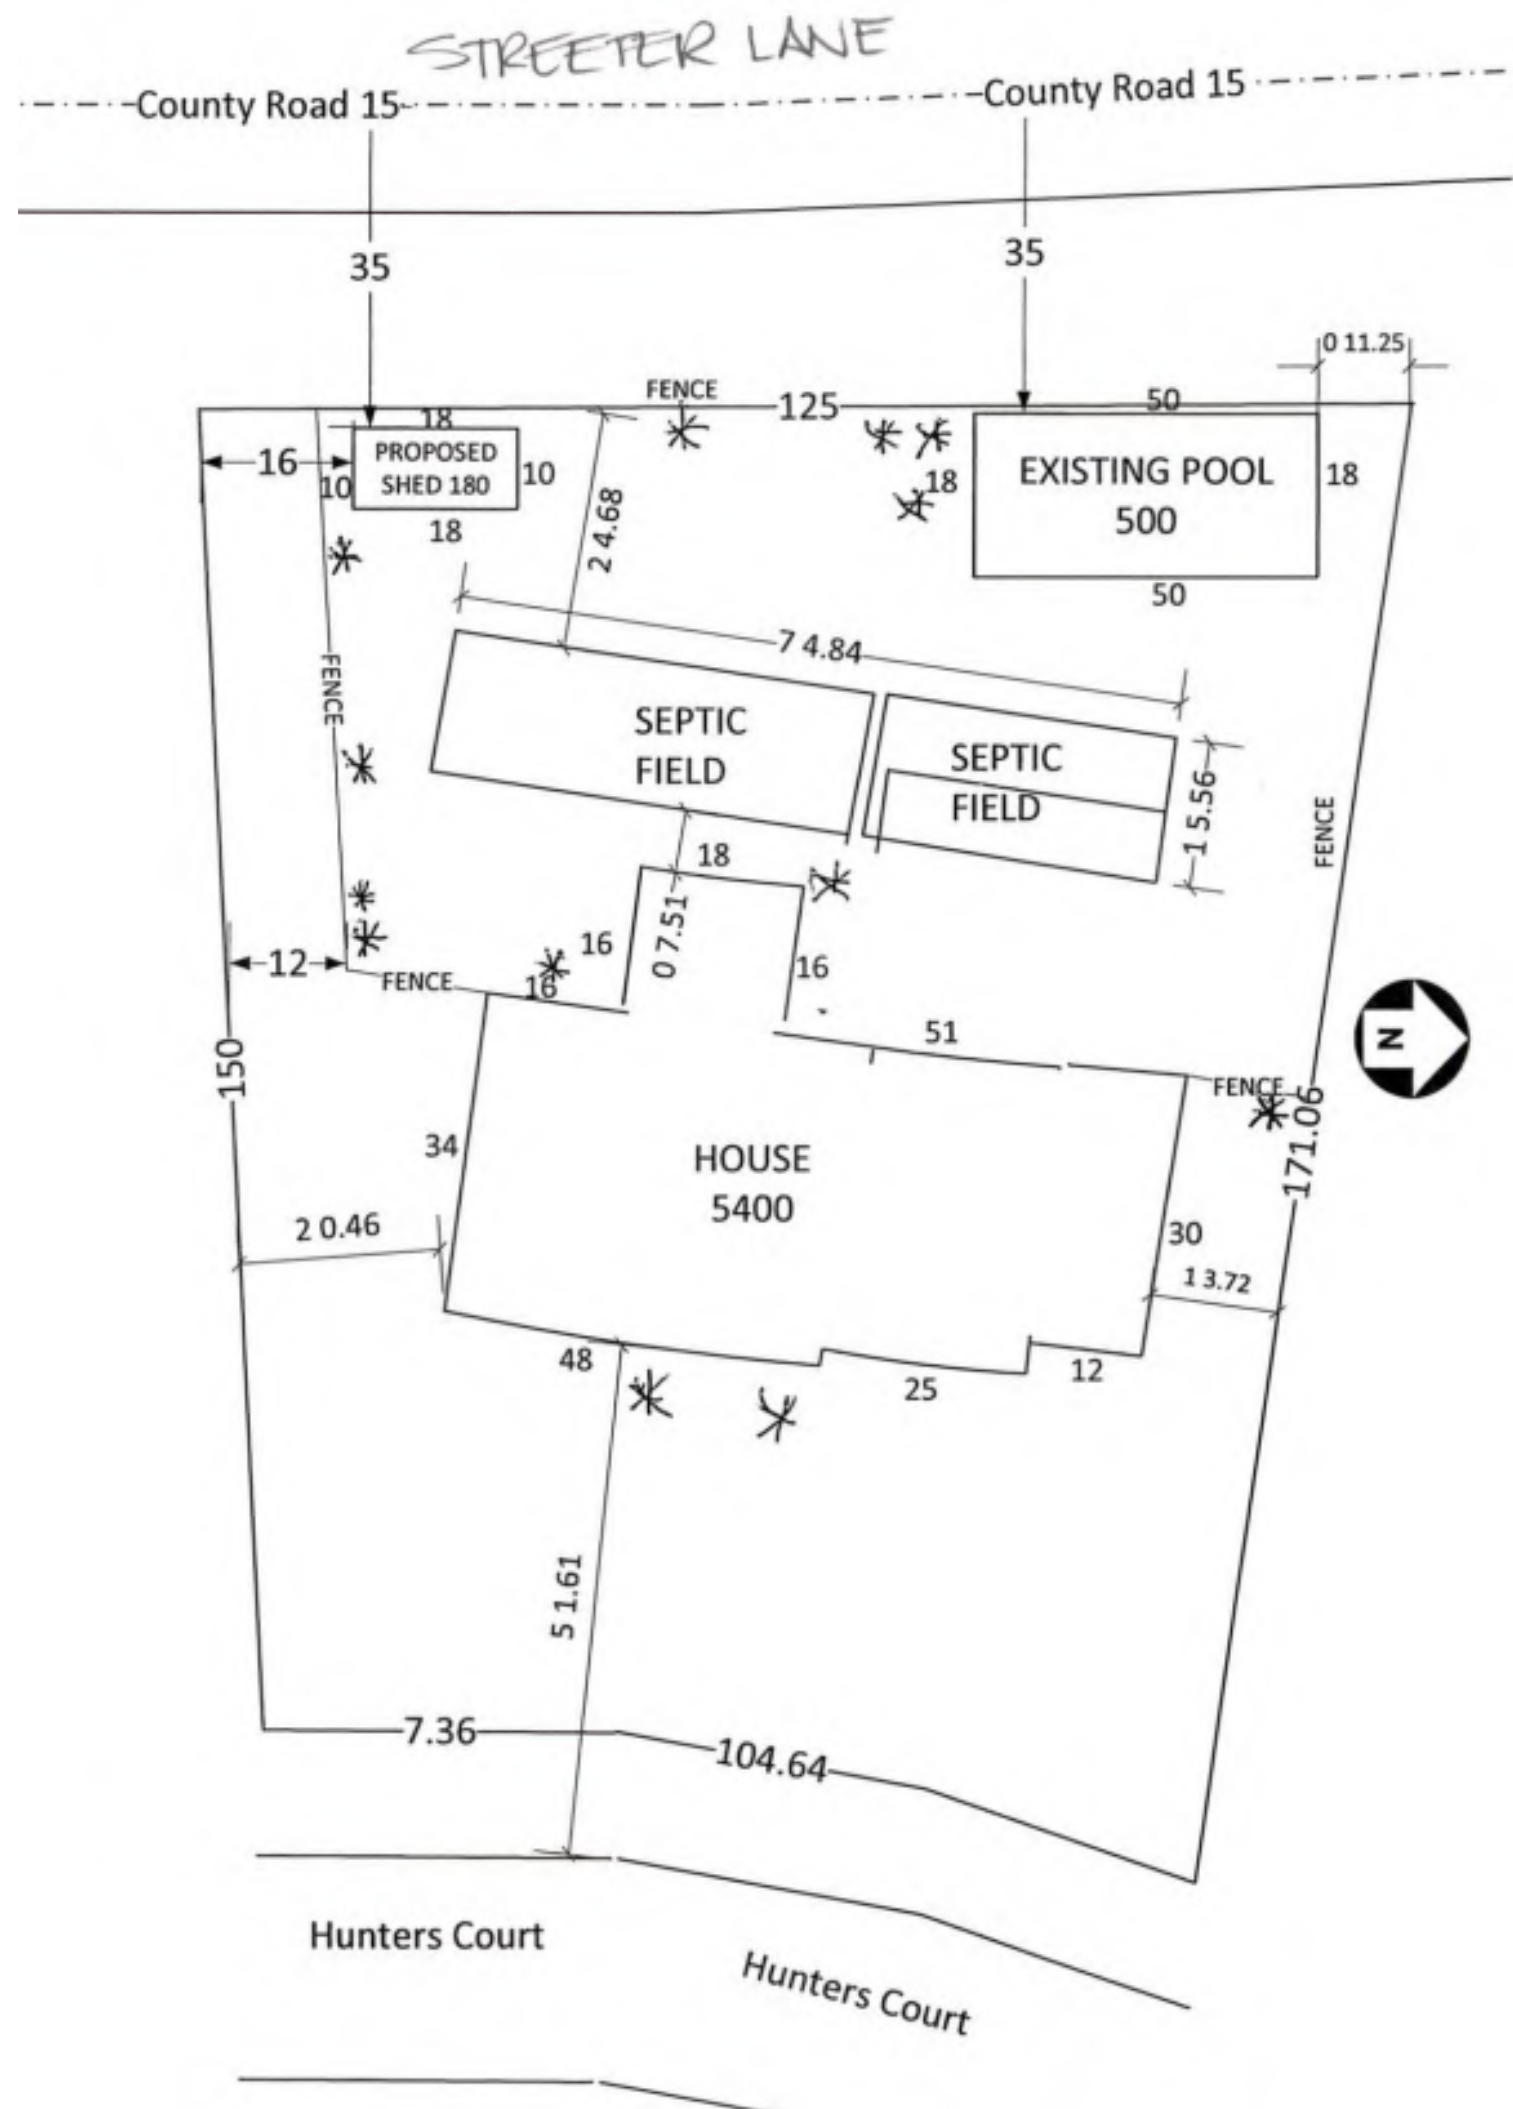 STREETER LANE
County Road 15
County Road 15
35
35
0 11.25
FENCE
125
50
18
16
PROPOSED
SHED 180
10
10
18
2 4.68
18
EXISTING POOL
500
18
50
7 4.84
FENCE
SEPTIC
FIELD
SEPTIC
FIELD
1 5.56
FENCE
18
0 7.51
16
16
12
FENCE
16
51
N
FENCE
150
171.06
34
HOUSE
5400
30
2 0.46
1 3.72
48
25
12
5 1.61
7.36
104.64
Hunters Court
Hunters Court